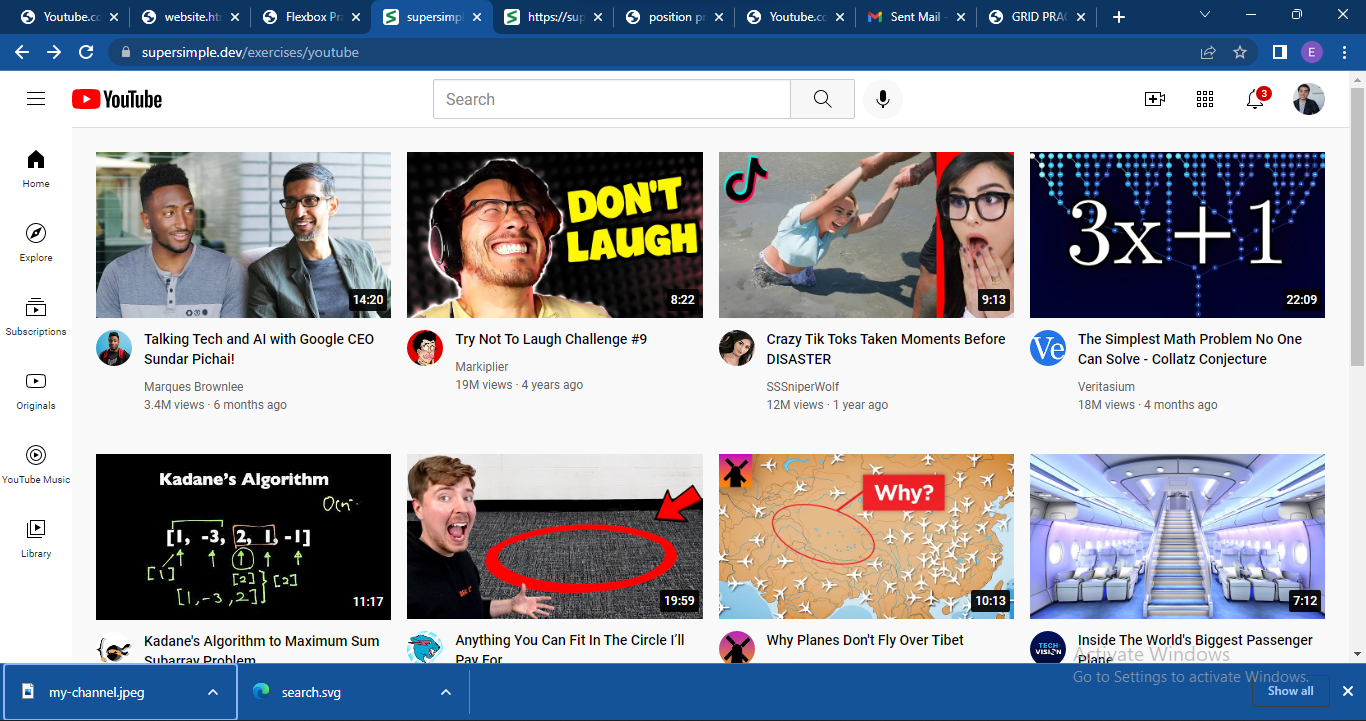 Youtube.cc
website.ht
Flexbox Pr
supersimpl
https://sup
position p
Youtube.cc
Sent Mail -
GRID PRAC
supersimple.dev/exercises/youtube
E
YouTube
Search
3
Home
Explore
Subscriptions
Originals
YouTube Music
Library
14:20
Talking Tech and AI with Google CEO
Sundar Pichai!
Marques Brownlee
3.4M views · 6 months ago
DON'T
LAUGH
8:22
Try Not To Laugh Challenge #9
Markiplier
19M views · 4 years ago
9:13
Crazy Tik Toks Taken Moments Before
DISASTER
SSSniperWolf
12M views · 1 year ago
3x+1
22:09
Ve
The Simplest Math Problem No One
Can Solve - Collatz Conjecture
Veritasium
18M views · 4 months ago
Kadane's Algorithm
O(n
[1, -3, 2, 1, -1]
[1] [2] [2]
[1, -3, 2]
11:17
Kadane's Algorithm to Maximum Sum
Subarray Problem
19:59
Anything You Can Fit In The Circle I'll
Pay For
Why?
10:13
Why Planes Don't Fly Over Tibet
7:12
TECH
VISION
Inside The World's Biggest Passenger
Plane
Activate Windows
Go to Settings to activate Windows.
my-channel.jpeg
search.svg
Show all